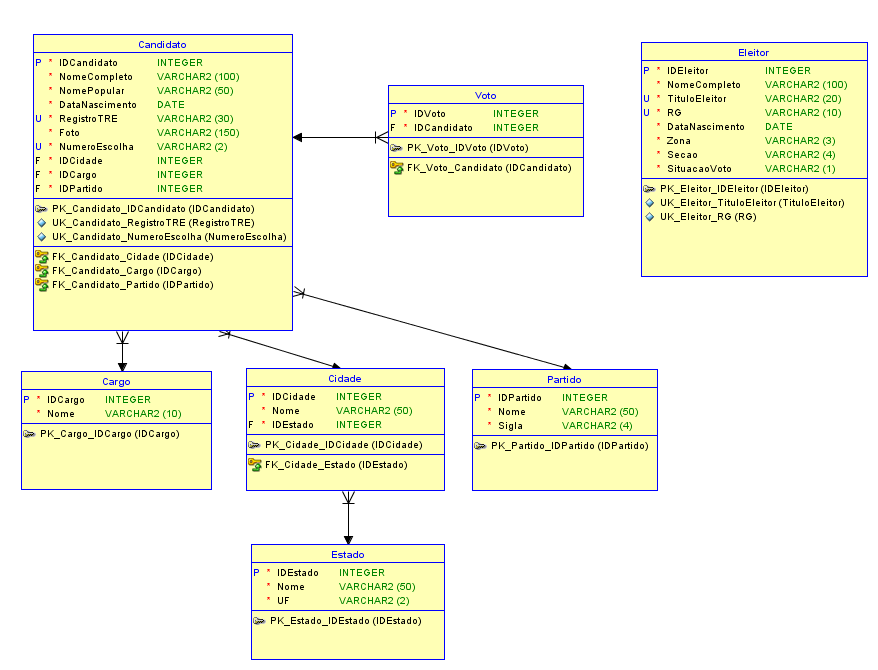 Candidato
P * IDCandidato INTEGER
* NomeCompleto VARCHAR2 (100)
* NomePopular VARCHAR2 (50)
* DataNascimento DATE
U * RegistroTRE VARCHAR2 (30)
* Foto VARCHAR2 (150)
U * NumeroEscolha VARCHAR2 (2)
F * IDCidade INTEGER
F * IDCargo INTEGER
F * IDPartido INTEGER
PK_Candidato_IDCandidato (IDCandidato)
UK_Candidato_RegistroTRE (RegistroTRE)
UK_Candidato_NumeroEscolha (NumeroEscolha)
FK_Candidato_Cidade (IDCidade)
FK_Candidato_Cargo (IDCargo)
FK_Candidato_Partido (IDPartido)
Voto
P * IDVoto INTEGER
F * IDCandidato INTEGER
PK_Voto_IDVoto (IDVoto)
FK_Voto_Candidato (IDCandidato)
Eleitor
P * IDEleitor INTEGER
* NomeCompleto VARCHAR2 (100)
U * TituloEleitor VARCHAR2 (20)
U * RG VARCHAR2 (10)
* DataNascimento DATE
* Zona VARCHAR2 (3)
* Secao VARCHAR2 (4)
* SituacaoVoto VARCHAR2 (1)
PK_Eleitor_IDEleitor (IDEleitor)
UK_Eleitor_TituloEleitor (TituloEleitor)
UK_Eleitor_RG (RG)
Cargo
P * IDCargo INTEGER
* Nome VARCHAR2 (10)
PK_Cargo_IDCargo (IDCargo)
Cidade
P * IDCidade INTEGER
* Nome VARCHAR2 (50)
F * IDEstado INTEGER
PK_Cidade_IDCidade (IDCidade)
FK_Cidade_Estado (IDEstado)
Partido
P * IDPartido INTEGER
* Nome VARCHAR2 (50)
* Sigla VARCHAR2 (4)
PK_Partido_IDPartido (IDPartido)
Estado
P * IDEstado INTEGER
* Nome VARCHAR2 (50)
* UF VARCHAR2 (2)
PK_Estado_IDEstado (IDEstado)